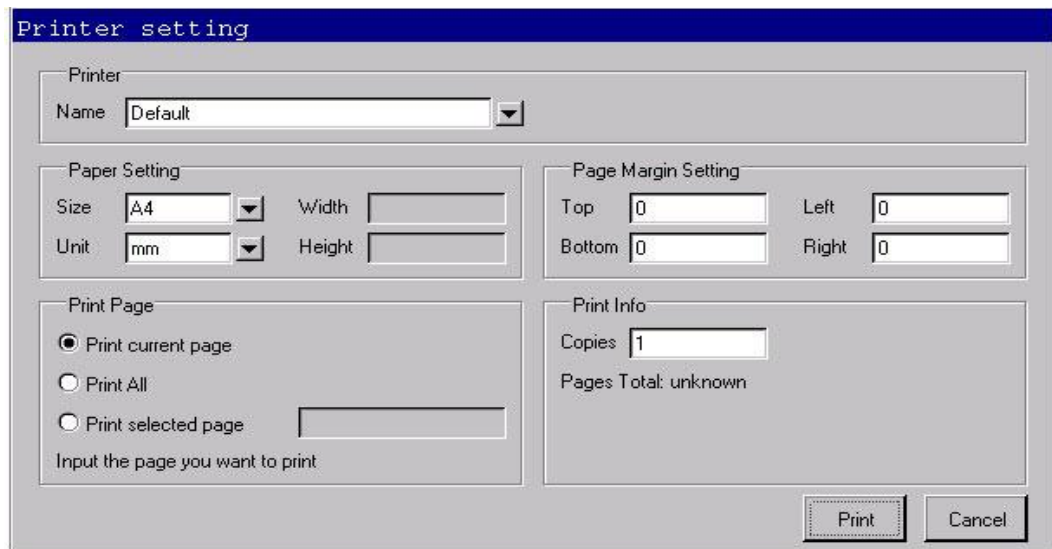 Printer setting
Printer
Name Default
Paper Setting
Size A4 Width
Unit mm Height
Page Margin Setting
Top 0 Left 0
Bottom 0 Right 0
Print Page
Print current page
Print All
Print selected page
Input the page you want to print
Print Info
Copies 1
Pages Total: unknown
Print Cancel